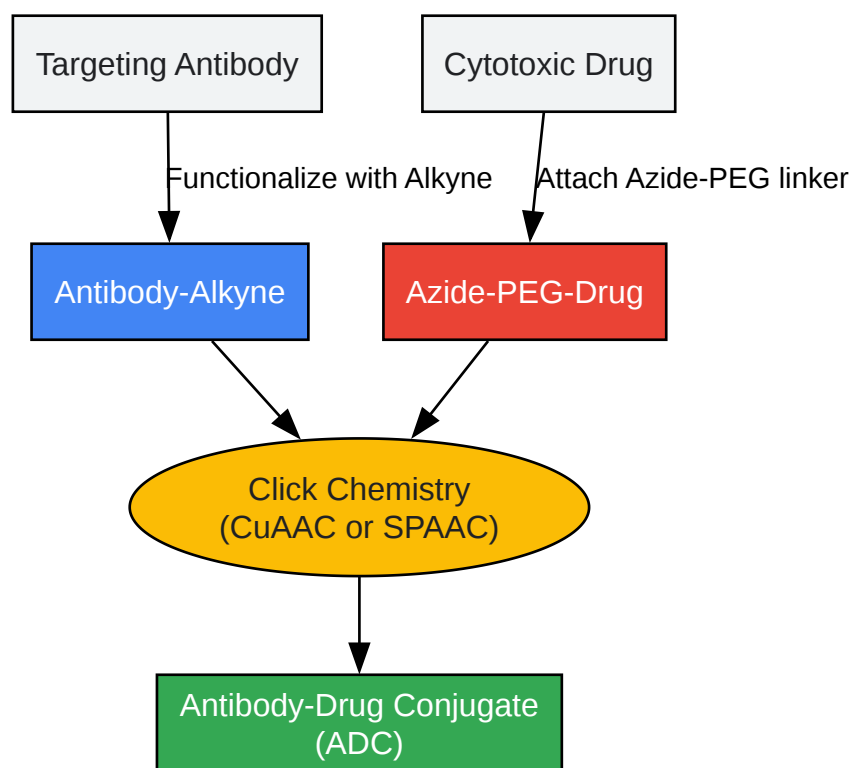 Targeting Antibody
Cytotoxic Drug
Functionalize with Alkyne
Attach Azide-PEG linker
Antibody-Alkyne
Azide-PEG-Drug
Click Chemistry
(CuAAC or SPAAC)
Antibody-Drug Conjugate
(ADC)